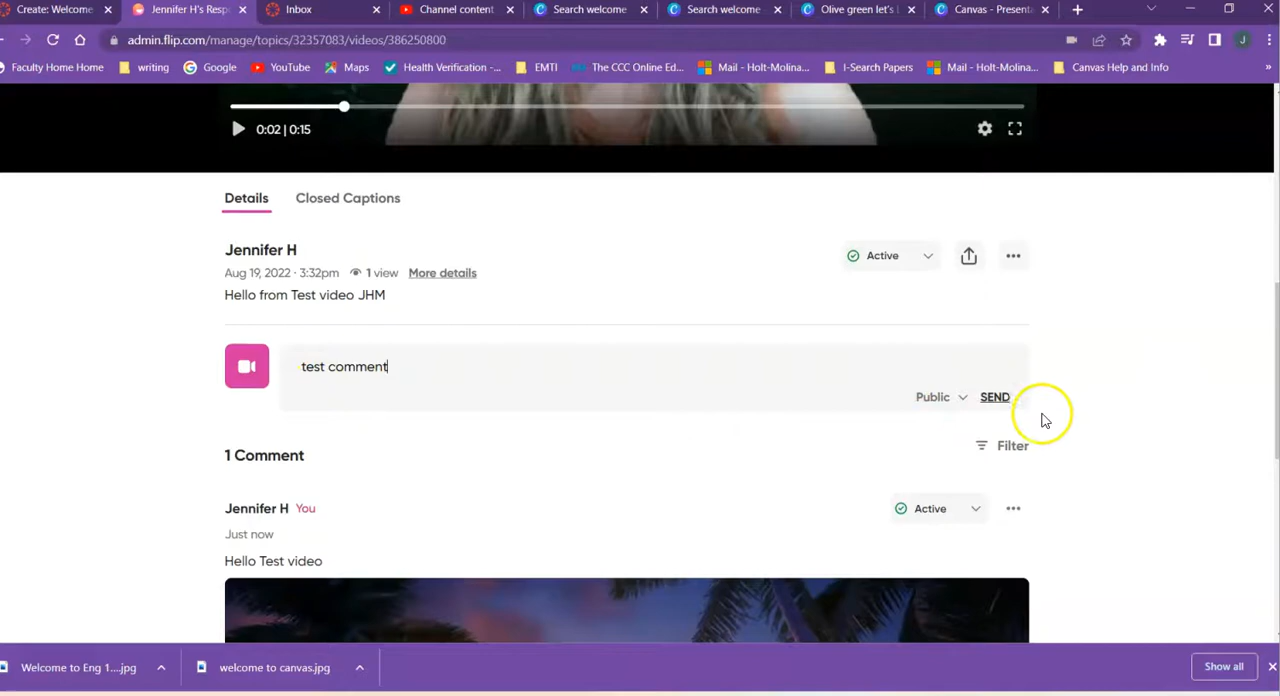 Create: Welcome
Jennifer H's Resp
Inbox
Channel content
Search welcome
Search welcome
Olive green let's l
Canvas - Presenta
admin.flip.com/manage/topics/32357083/videos/386250800
J
Faculty Home Home
writing
Google
YouTube
Maps
Health Verification -...
EMTI
The CCC Online Ed...
Mail - Holt-Molina...
I-Search Papers
Mail - Holt-Molina...
Canvas Help and Info
»
0:02 | 0:15
Details
Closed Captions
Jennifer H
Active
Aug 19, 2022 · 3:32pm
1 view
More details
Hello from Test video JHM
test comment
Public
SEND
Filter
1 Comment
Jennifer H You
Active
Just now
Hello Test video
Welcome to Eng 1....jpg
welcome to canvas.jpg
Show all